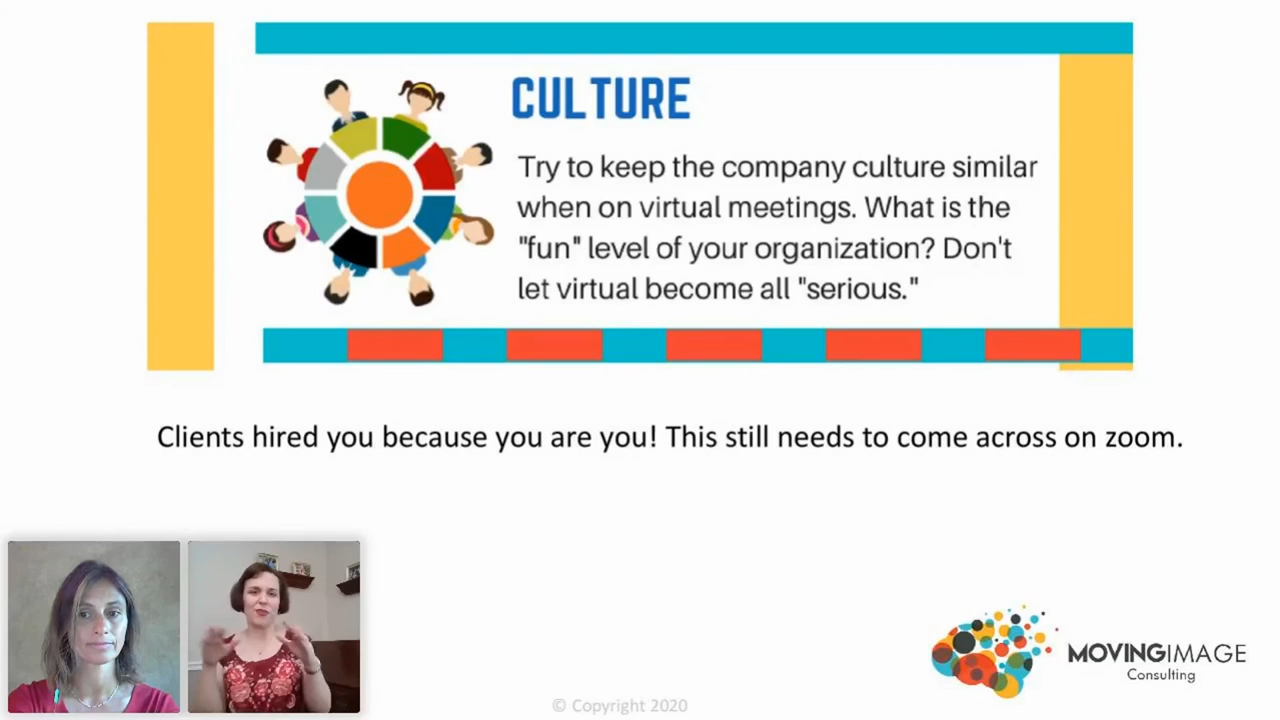 CULTURE
Try to keep the company culture similar
when on virtual meetings. What is the
"fun" level of your organization? Don't
let virtual become all "serious."
Clients hired you because you are you! This still needs to come across on zoom.
MOVINGIMAGE
Consulting
© Copyright 2020